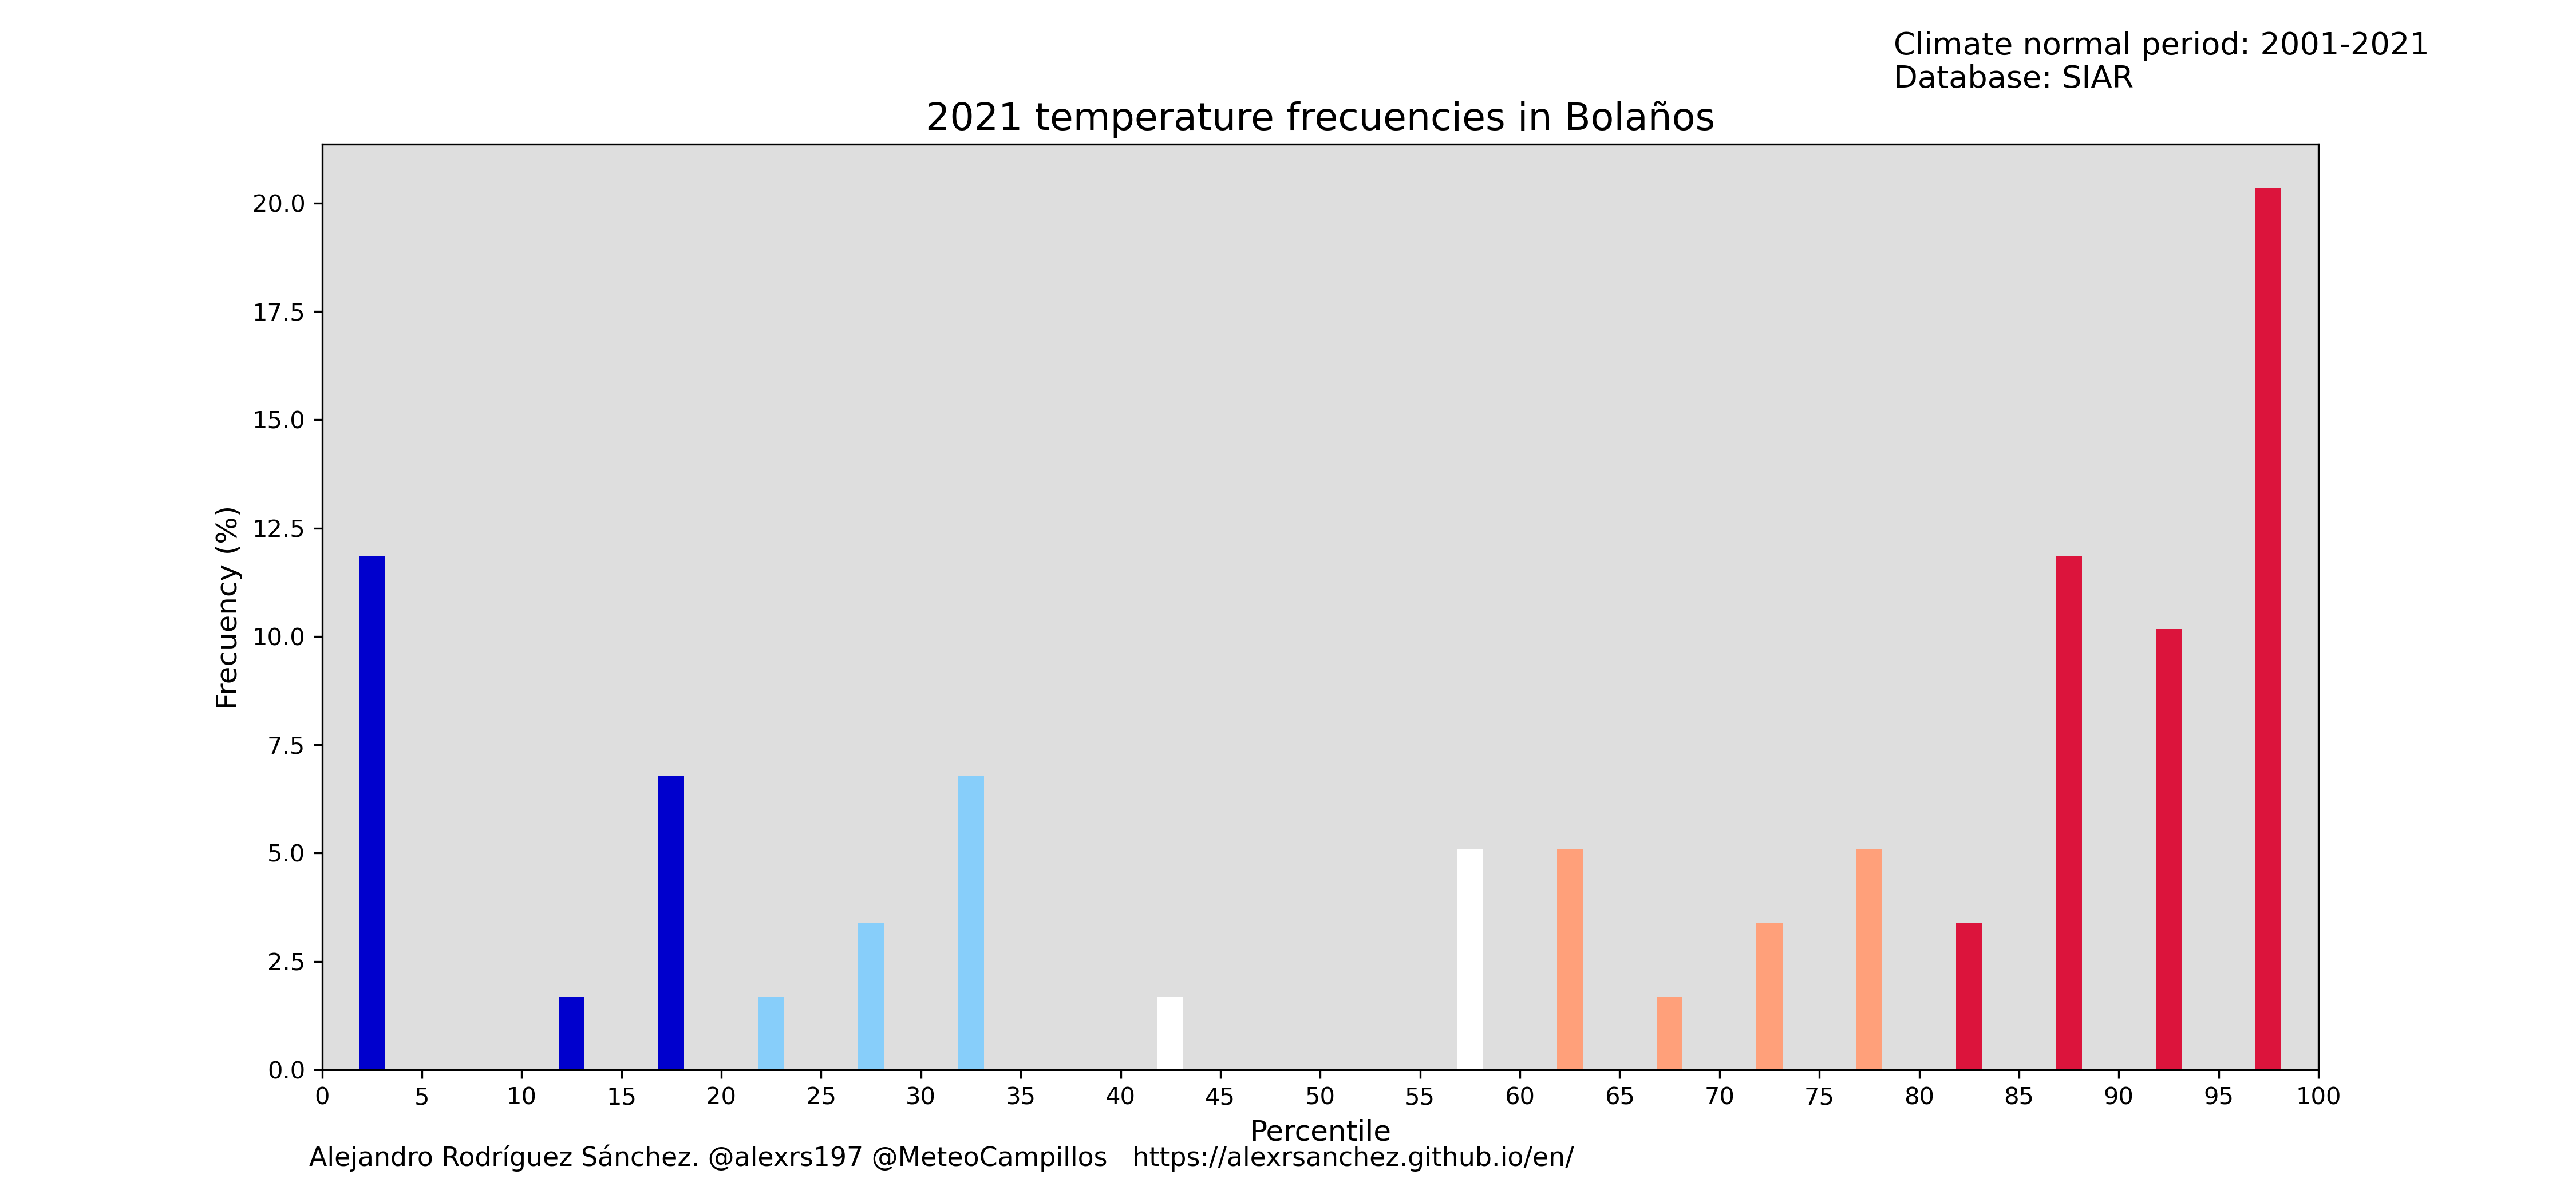 Climate normal period: 2001-2021
Database: SIAR
2021 temperature frecuencies in Bolaños
20.0
17.5
15.0
12.5
10.0
7.5
5.0
2.5
0.0
Frecuency (%)
0 5 10 15 20 25 30 35 40 45 50 55 60 65 70 75 80 85 90 95 100
Percentile
Alejandro Rodríguez Sánchez. @alexrs197 @MeteoCampillos https://alexrsanchez.github.io/en/